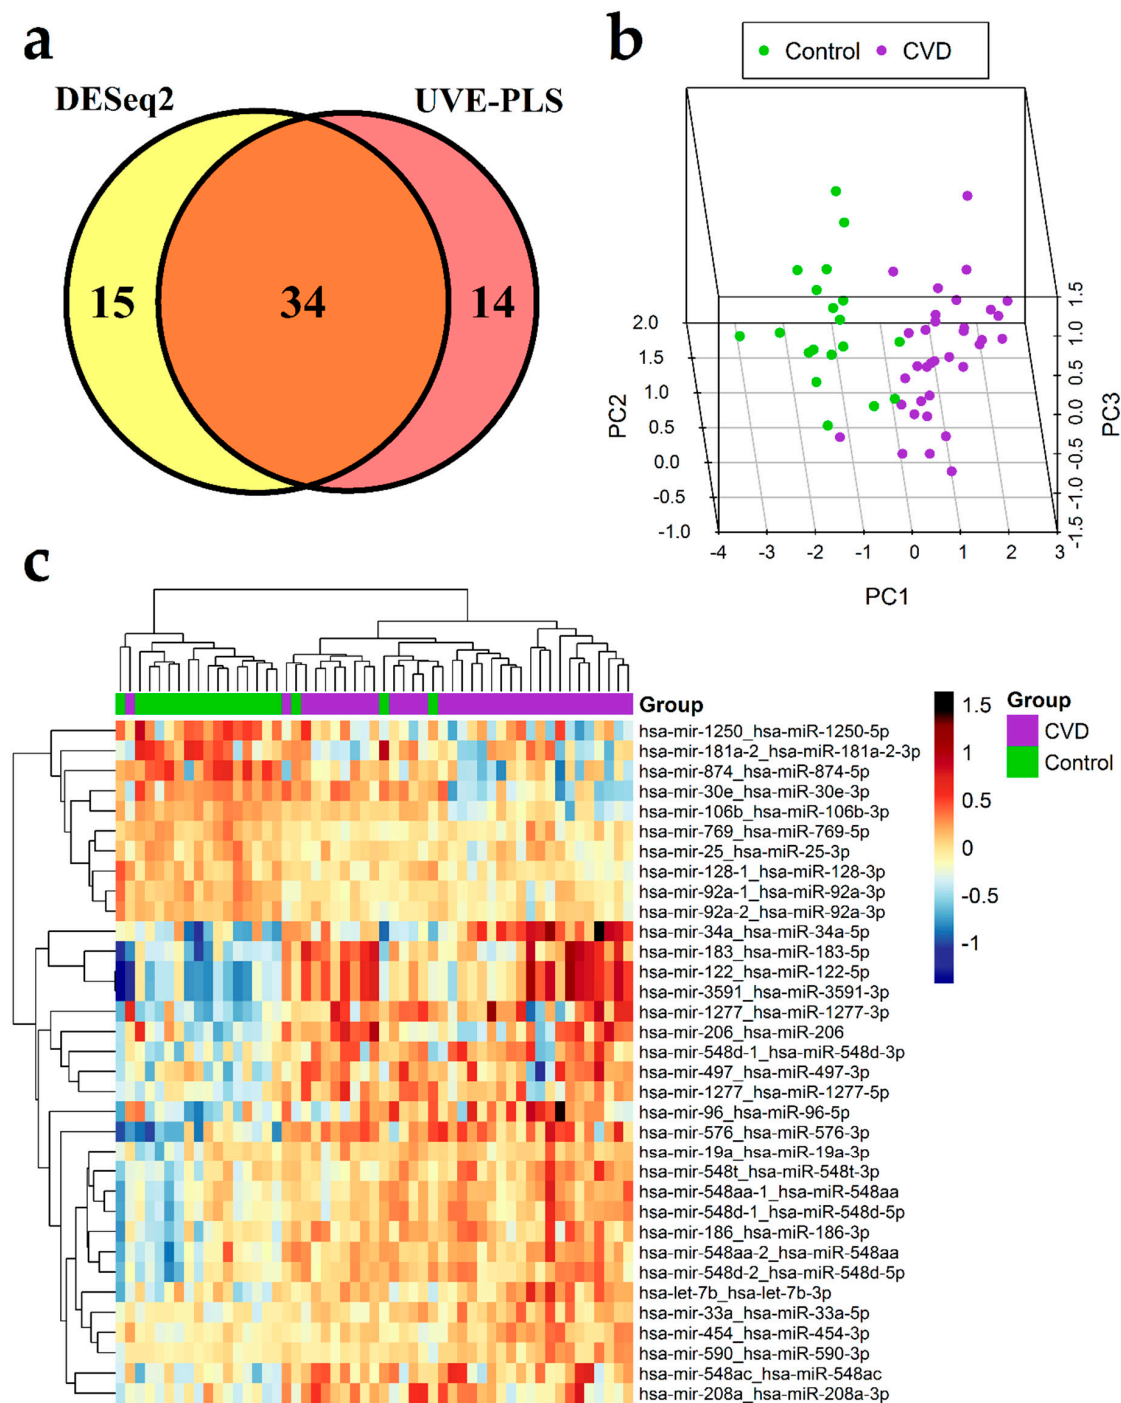 a
DESeq2
UVE-PLS
15
34
14
b
Control
CVD
2.0
1.5
1.0
0.5
0.0
-0.5
-1.0
PC2
-4
-3
-2
-1
0
1
2
3
PC1
1.5
1.0
0.5
0.0
-0.5
-1.0
-1.5
PC3
c
Group
hsa-mir-1250_hsa-miR-1250-5p
hsa-mir-181a-2_hsa-miR-181a-2-3p
hsa-mir-874_hsa-miR-874-5p
hsa-mir-30e_hsa-miR-30e-3p
hsa-mir-106b_hsa-miR-106b-3p
hsa-mir-769_hsa-miR-769-5p
hsa-mir-25_hsa-miR-25-3p
hsa-mir-128-1_hsa-miR-128-3p
hsa-mir-92a-1_hsa-miR-92a-3p
hsa-mir-92a-2_hsa-miR-92a-3p
hsa-mir-34a_hsa-miR-34a-5p
hsa-mir-183_hsa-miR-183-5p
hsa-mir-122_hsa-miR-122-5p
hsa-mir-3591_hsa-miR-3591-3p
hsa-mir-1277_hsa-miR-1277-3p
hsa-mir-206_hsa-miR-206
hsa-mir-548d-1_hsa-miR-548d-3p
hsa-mir-497_hsa-miR-497-3p
hsa-mir-1277_hsa-miR-1277-5p
hsa-mir-96_hsa-miR-96-5p
hsa-mir-576_hsa-miR-576-3p
hsa-mir-19a_hsa-miR-19a-3p
hsa-mir-548t_hsa-miR-548t-3p
hsa-mir-548aa-1_hsa-miR-548aa
hsa-mir-548d-1_hsa-miR-548d-5p
hsa-mir-186_hsa-miR-186-3p
hsa-mir-548aa-2_hsa-miR-548aa
hsa-mir-548d-2_hsa-miR-548d-5p
hsa-let-7b_hsa-let-7b-3p
hsa-mir-33a_hsa-miR-33a-5p
hsa-mir-454_hsa-miR-454-3p
hsa-mir-590_hsa-miR-590-3p
hsa-mir-548ac_hsa-miR-548ac
hsa-mir-208a_hsa-miR-208a-3p
1.5
1
0.5
0
-0.5
-1
Group
CVD
Control